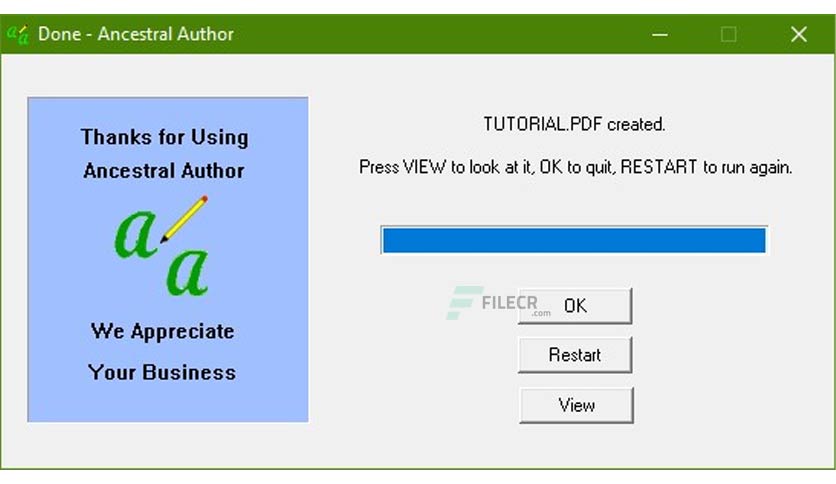 Done - Ancestral Author
Thanks for Using
Ancestral Author
a
a
We Appreciate
Your Business
TUTORIAL.PDF created.
Press VIEW to look at it, OK to quit, RESTART to run again.
FILECR
.com
OK
Restart
View